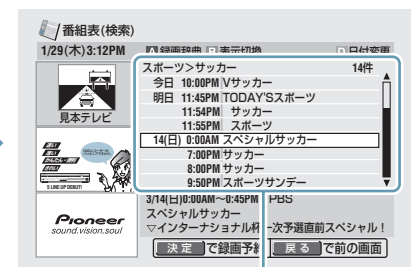 番組表(検索)
1/29(木)3:12PM A 録画辞典 B 表示切換 D 日付変更
スポーツ>サッカー 14件
今日 10:00PM Vサッカー
明日 11:45PM TODAY'Sスポーツ
11:54PM サッカー
11:55PM スポーツ
14(日) 0:00AM スペシャルサッカー
7:00PM サッカー
8:00PM サッカー
9:50PM スポーツサンデー
見本テレビ
S LINE UP DEBUT!
Pioneer
sound.vision.soul
3/14(日)0:00AM～0:45PM PBS
スペシャルサッカー
▽インターナショナル杯一次予選直前スペシャル！
決定 で録画予約 戻る で前の画面